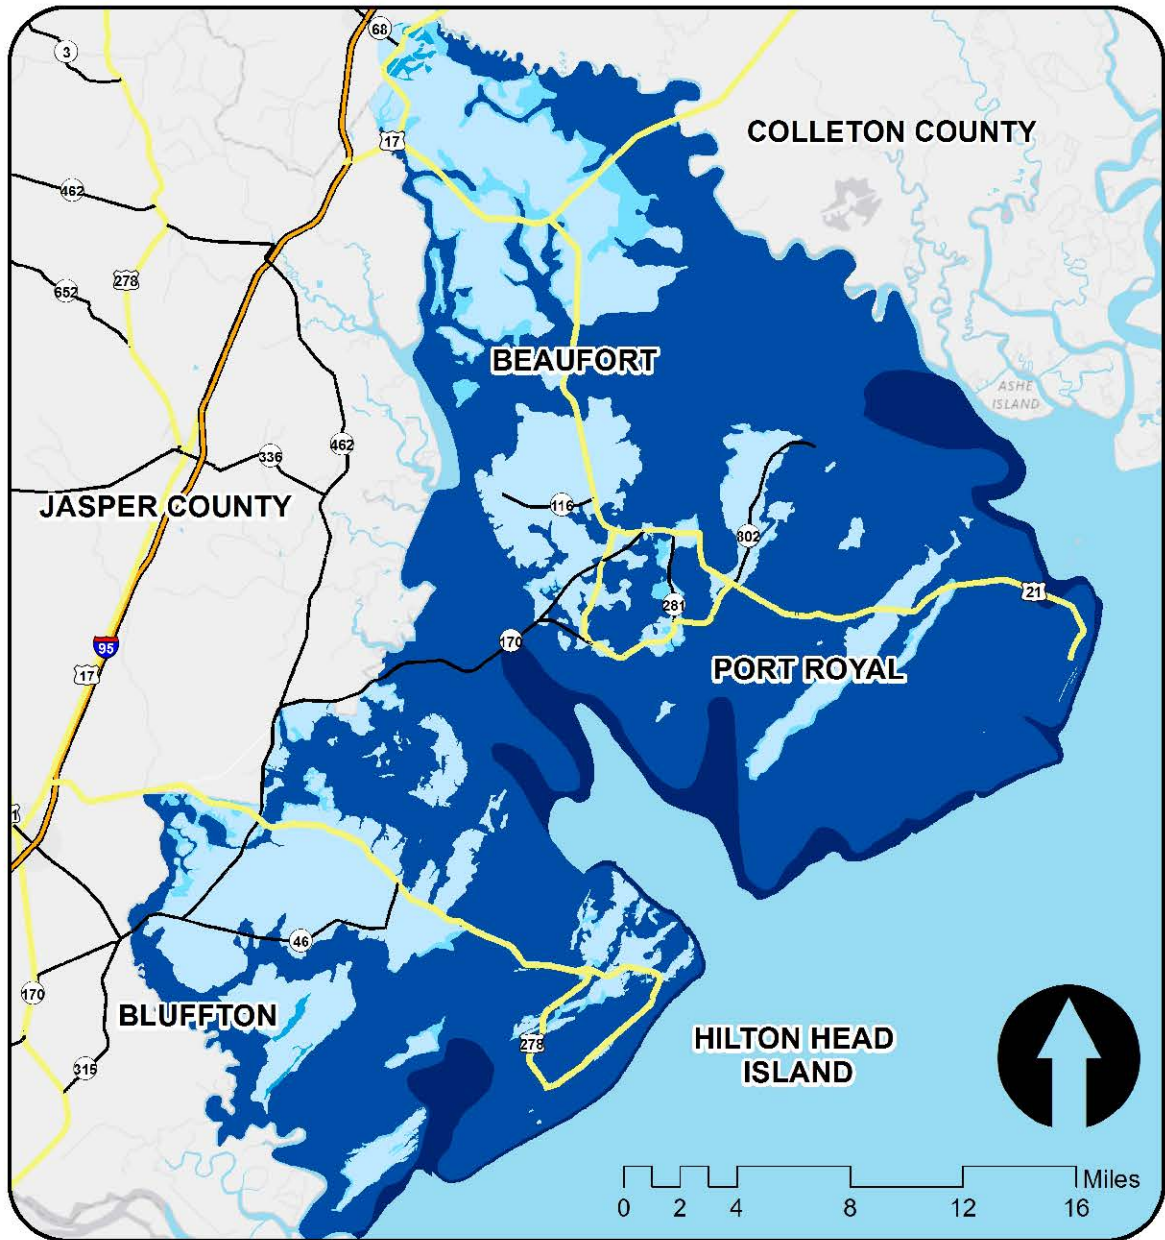 68
3
17
COLLETON COUNTY
462
278
652
BEAUFORT
ASHE
ISLAND
462
336
JASPER COUNTY
116
802
21
281
170
95
17
PORT ROYAL
1
46
170
BLUFFTON
278
HILTON HEAD
ISLAND
315
Miles
0 2 4 8 12 16